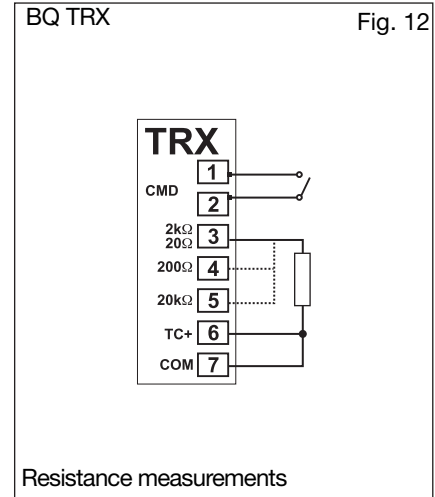 BQ TRX
Fig. 12
TRX
1
CMD
2
2kΩ
20Ω
3
200Ω 4
20kΩ 5
TC+ 6
COM 7
Resistance measurements